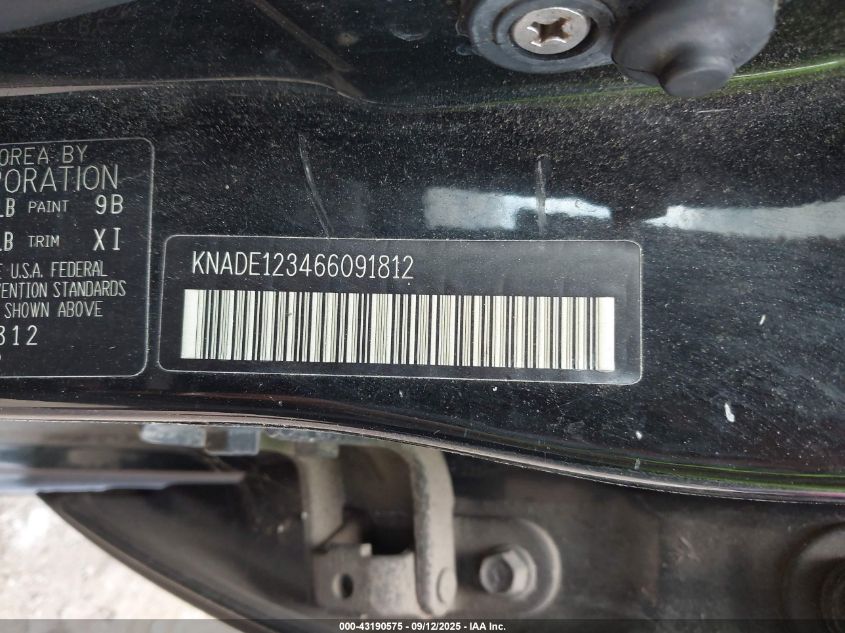 OREA BY
PORATION
LB PAINT 9B
LB TRIM XI
U.S.A. FEDERAL
VENTION STANDARDS
SHOWN ABOVE
812
KNADE123466091812
000-43190575 - 09/12/2025 - IAA Inc.